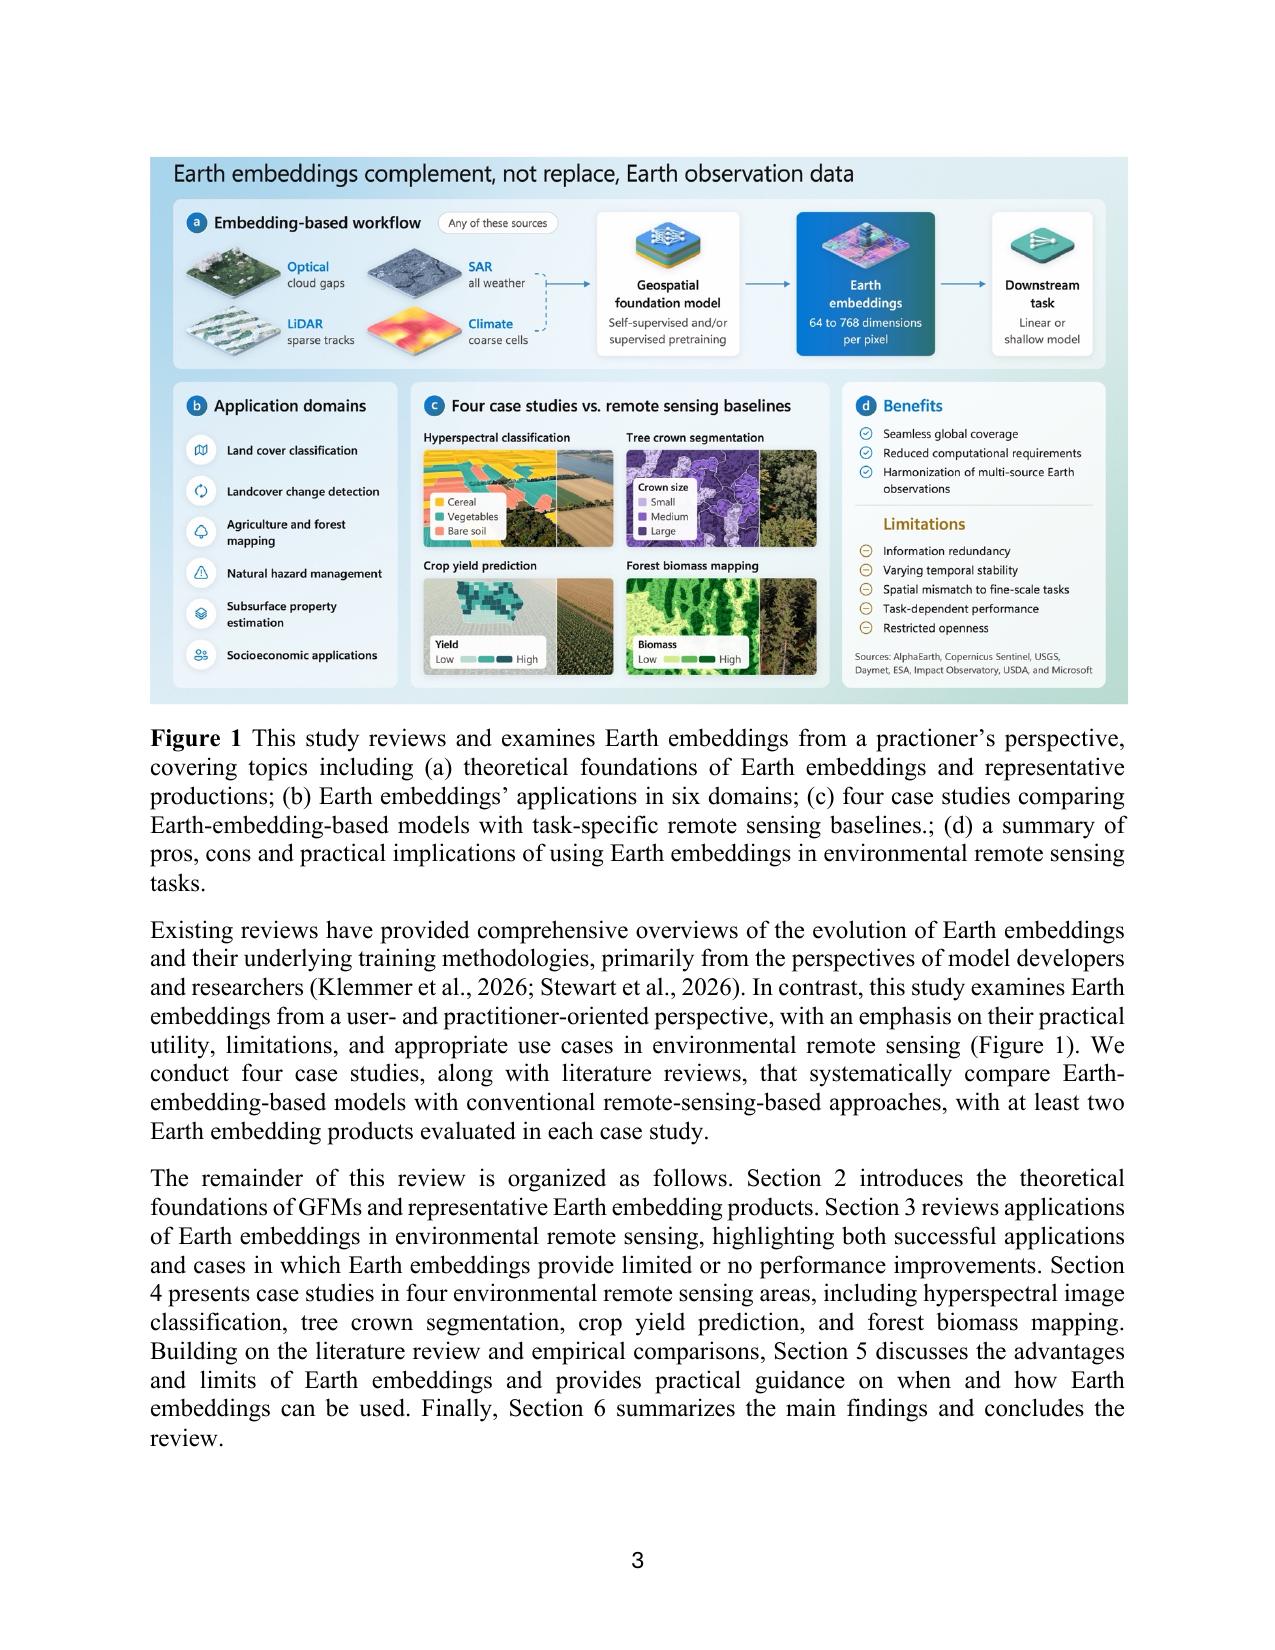 Earth embeddings complement, not replace, Earth observation data
a Embedding-based workflow
Any of these sources
Optical
cloud gaps
SAR
all weather
LiDAR
sparse tracks
Climate
coarse cells
Geospatial
foundation model
Self-supervised and/or
supervised pretraining
Earth
embeddings
64 to 768 dimensions
per pixel
Downstream
task
Linear or
shallow model
b Application domains
Land cover classification
Landcover change detection
Agriculture and forest
mapping
Natural hazard management
Subsurface property
estimation
Socioeconomic applications
c Four case studies vs. remote sensing baselines
Hyperspectral classification
Cereal
Vegetables
Bare soil
Tree crown segmentation
Crown size
Small
Medium
Large
Crop yield prediction
Yield
Low High
Forest biomass mapping
Biomass
Low High
d Benefits
Seamless global coverage
Reduced computational requirements
Harmonization of multi-source Earth
observations
Limitations
Information redundancy
Varying temporal stability
Spatial mismatch to fine-scale tasks
Task-dependent performance
Restricted openness
Sources: AlphaEarth, Copernicus Sentinel, USGS,
Daymet, ESA, Impact Observatory, USDA, and Microsoft
Figure 1 This study reviews and examines Earth embeddings from a practioner's perspective,
covering topics including (a) theoretical foundations of Earth embeddings and representative
productions; (b) Earth embeddings' applications in six domains; (c) four case studies comparing
Earth-embedding-based models with task-specific remote sensing baselines.; (d) a summary of
pros, cons and practical implications of using Earth embeddings in environmental remote sensing
tasks.
Existing reviews have provided comprehensive overviews of the evolution of Earth embeddings
and their underlying training methodologies, primarily from the perspectives of model developers
and researchers (Klemmer et al., 2026; Stewart et al., 2026). In contrast, this study examines Earth
embeddings from a user- and practitioner-oriented perspective, with an emphasis on their practical
utility, limitations, and appropriate use cases in environmental remote sensing (Figure 1). We
conduct four case studies, along with literature reviews, that systematically compare Earth-
embedding-based models with conventional remote-sensing-based approaches, with at least two
Earth embedding products evaluated in each case study.
The remainder of this review is organized as follows. Section 2 introduces the theoretical
foundations of GFMs and representative Earth embedding products. Section 3 reviews applications
of Earth embeddings in environmental remote sensing, highlighting both successful applications
and cases in which Earth embeddings provide limited or no performance improvements. Section
4 presents case studies in four environmental remote sensing areas, including hyperspectral image
classification, tree crown segmentation, crop yield prediction, and forest biomass mapping.
Building on the literature review and empirical comparisons, Section 5 discusses the advantages
and limits of Earth embeddings and provides practical guidance on when and how Earth
embeddings can be used. Finally, Section 6 summarizes the main findings and concludes the
review.
3